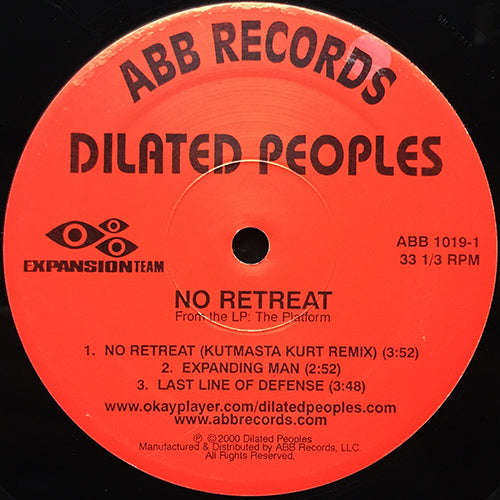 ABB RECORDS
DILATED PEOPLES
EXPANSION TEAM
ABB 1019-1
33 1/3 RPM
NO RETREAT
From the LP: The Platform
1. NO RETREAT (KUTMASTA KURT REMIX) (3:52)
2. EXPANDING MAN (2:52)
3. LAST LINE OF DEFENSE (3:48)
www.okayplayer.com/dilatedpeoples.com
www.abbrecords.com
℗ ©2000 Dilated Peoples
Manufactured & Distributed by ABB Records, LLC.
All Rights Reserved.